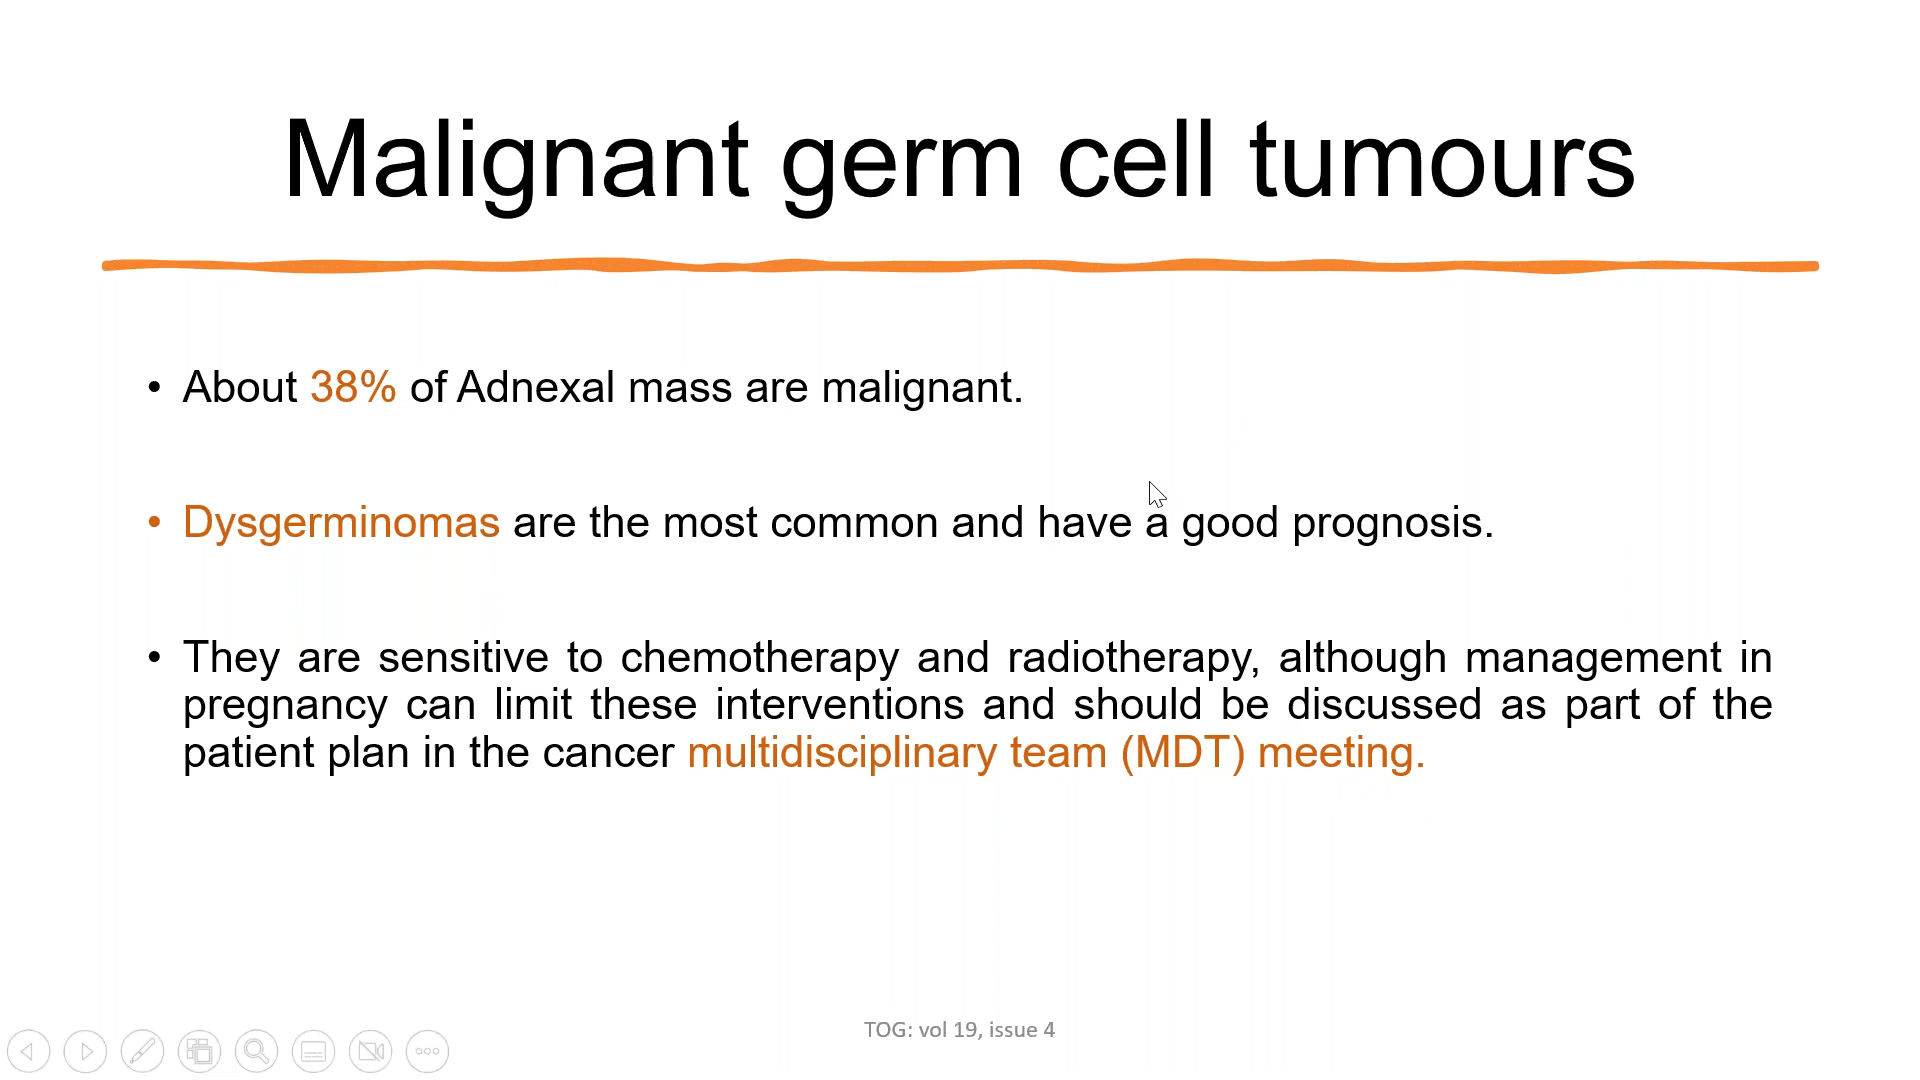 Malignant germ cell tumours
• About 38% of Adnexal mass are malignant.
• Dysgerminomas are the most common and have a good prognosis.
• They are sensitive to chemotherapy and radiotherapy, although management in
pregnancy can limit these interventions and should be discussed as part of the
patient plan in the cancer multidisciplinary team (MDT) meeting.
TOG: vol 19, issue 4